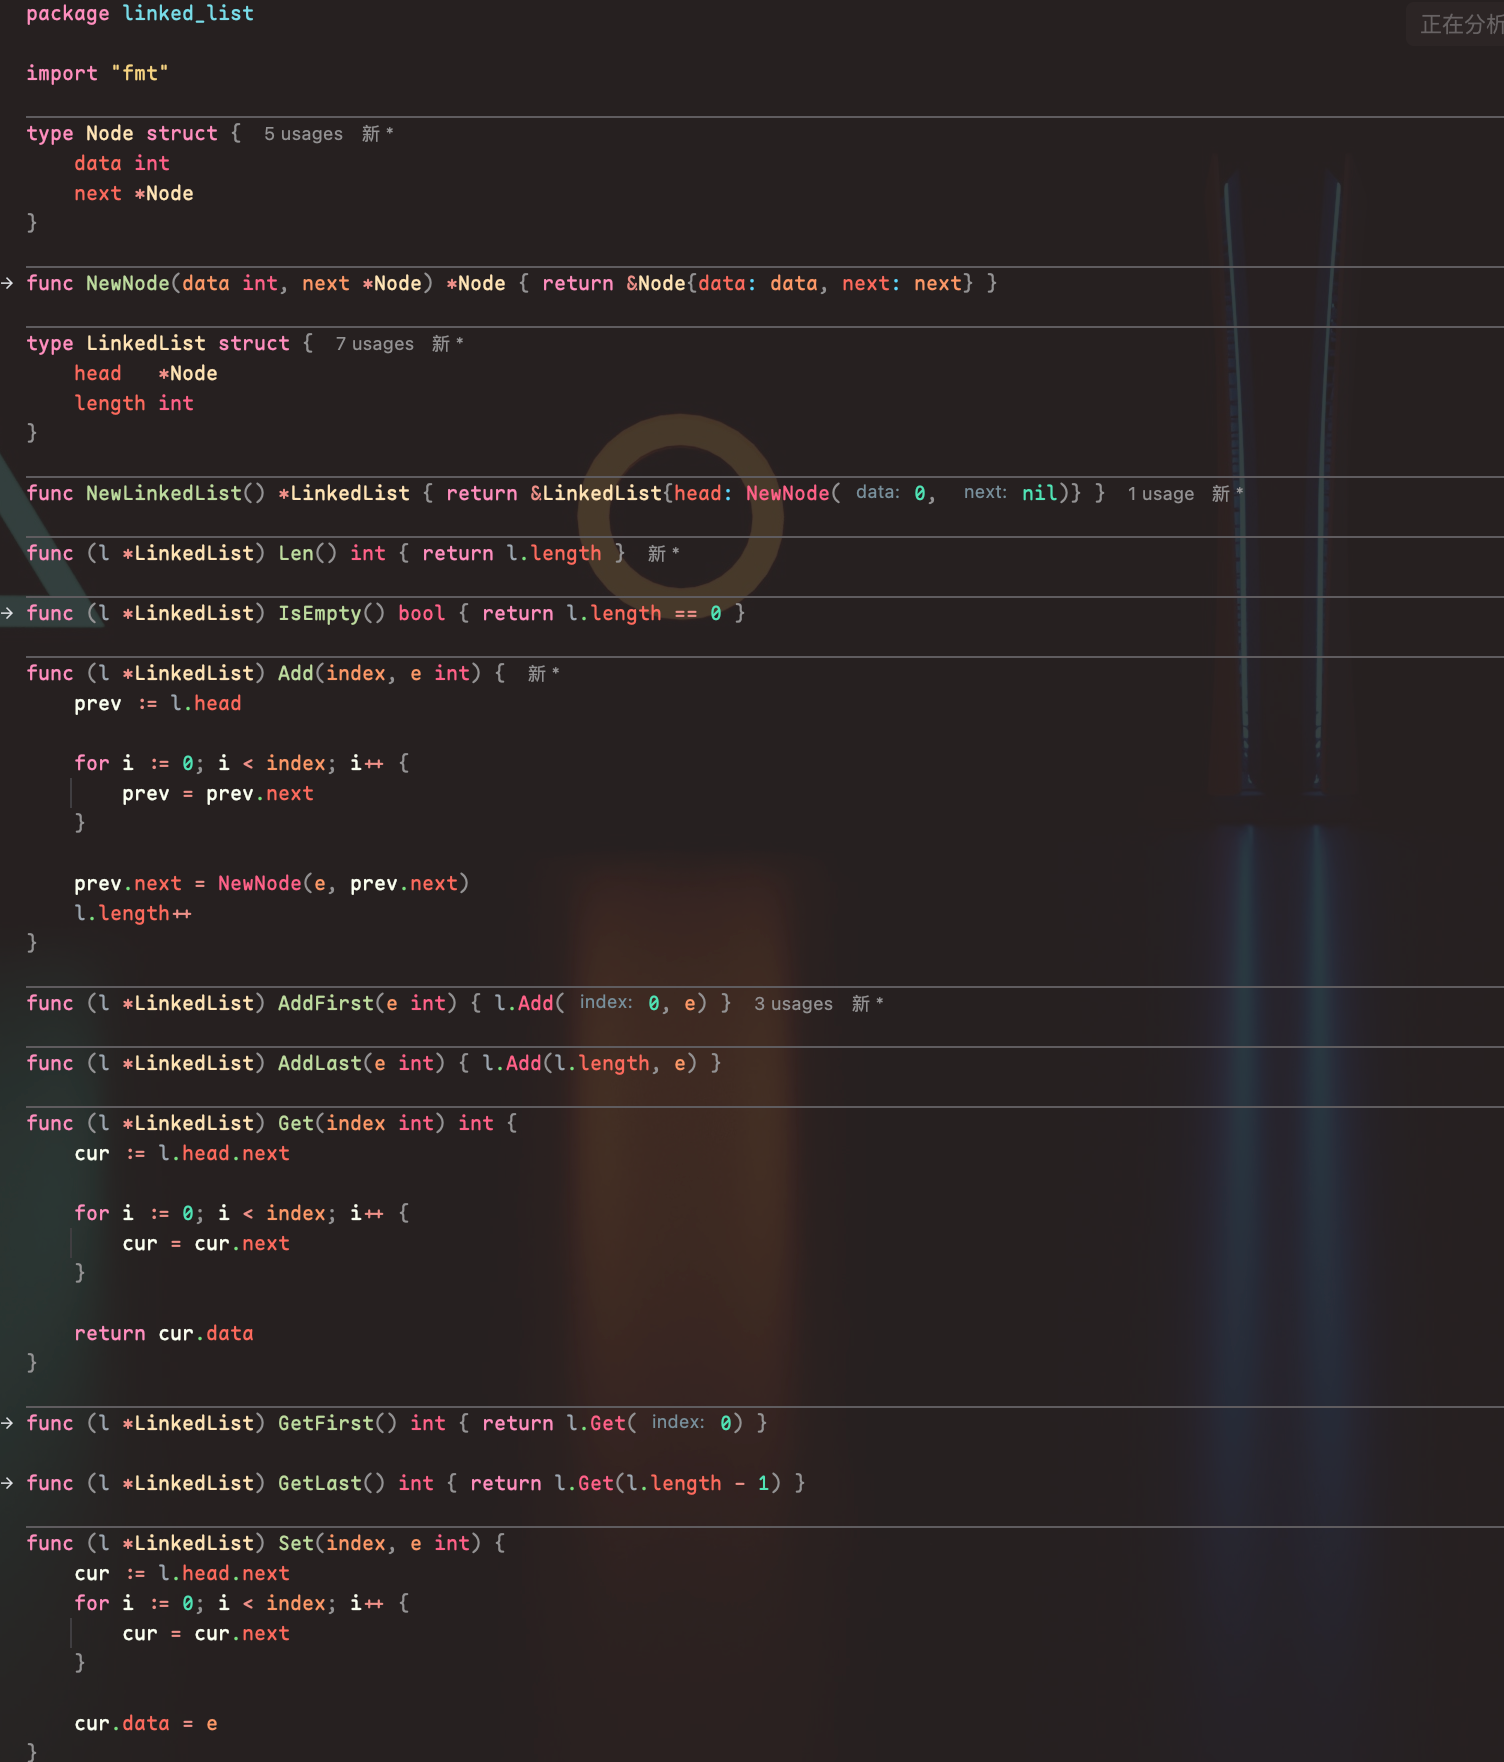 package linked_list
正在分析
import "fmt"
type Node struct { 5 usages 新 *
data int
next *Node
}
→ func NewNode(data int, next *Node) *Node { return &Node{data: data, next: next} }
type LinkedList struct { 7 usages 新 *
head *Node
length int
}
func NewLinkedList() *LinkedList { return &LinkedList{head: NewNode( data: 0, next: nil)} } 1 usage 新 *
func (l *LinkedList) Len() int { return l.length } 新 *
→ func (l *LinkedList) IsEmpty() bool { return l.length == 0 }
func (l *LinkedList) Add(index, e int) { 新 *
prev := l.head
for i := 0; i < index; i++ {
prev = prev.next
}
prev.next = NewNode(e, prev.next)
l.length++
}
func (l *LinkedList) AddFirst(e int) { l.Add( index: 0, e) } 3 usages 新 *
func (l *LinkedList) AddLast(e int) { l.Add(l.length, e) }
func (l *LinkedList) Get(index int) int {
cur := l.head.next
for i := 0; i < index; i++ {
cur = cur.next
}
return cur.data
}
→ func (l *LinkedList) GetFirst() int { return l.Get( index: 0) }
→ func (l *LinkedList) GetLast() int { return l.Get(l.length - 1) }
func (l *LinkedList) Set(index, e int) {
cur := l.head.next
for i := 0; i < index; i++ {
cur = cur.next
}
cur.data = e
}